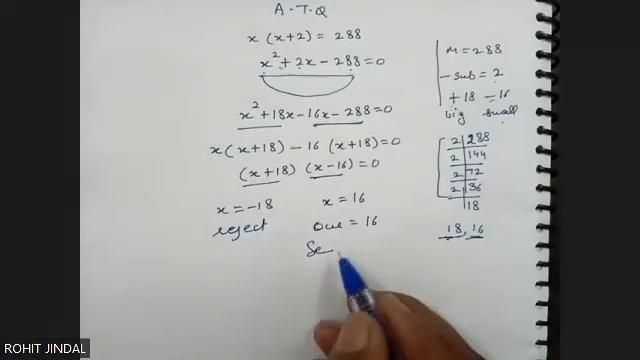 A·T·Q
x (x+2) = 288
x² + 2x - 288 = 0
x² + 18x - 16x - 288 = 0
x(x+18) - 16 (x+18) = 0
(x+18) (x-16) = 0
x = -18 x = 16
reject one = 16
Se
M = 288
- sub = 2
+ 18 - 16
big small
2 | 288
2 | 144
2 | 72
2 | 36
18
18, 16
ROHIT JINDAL